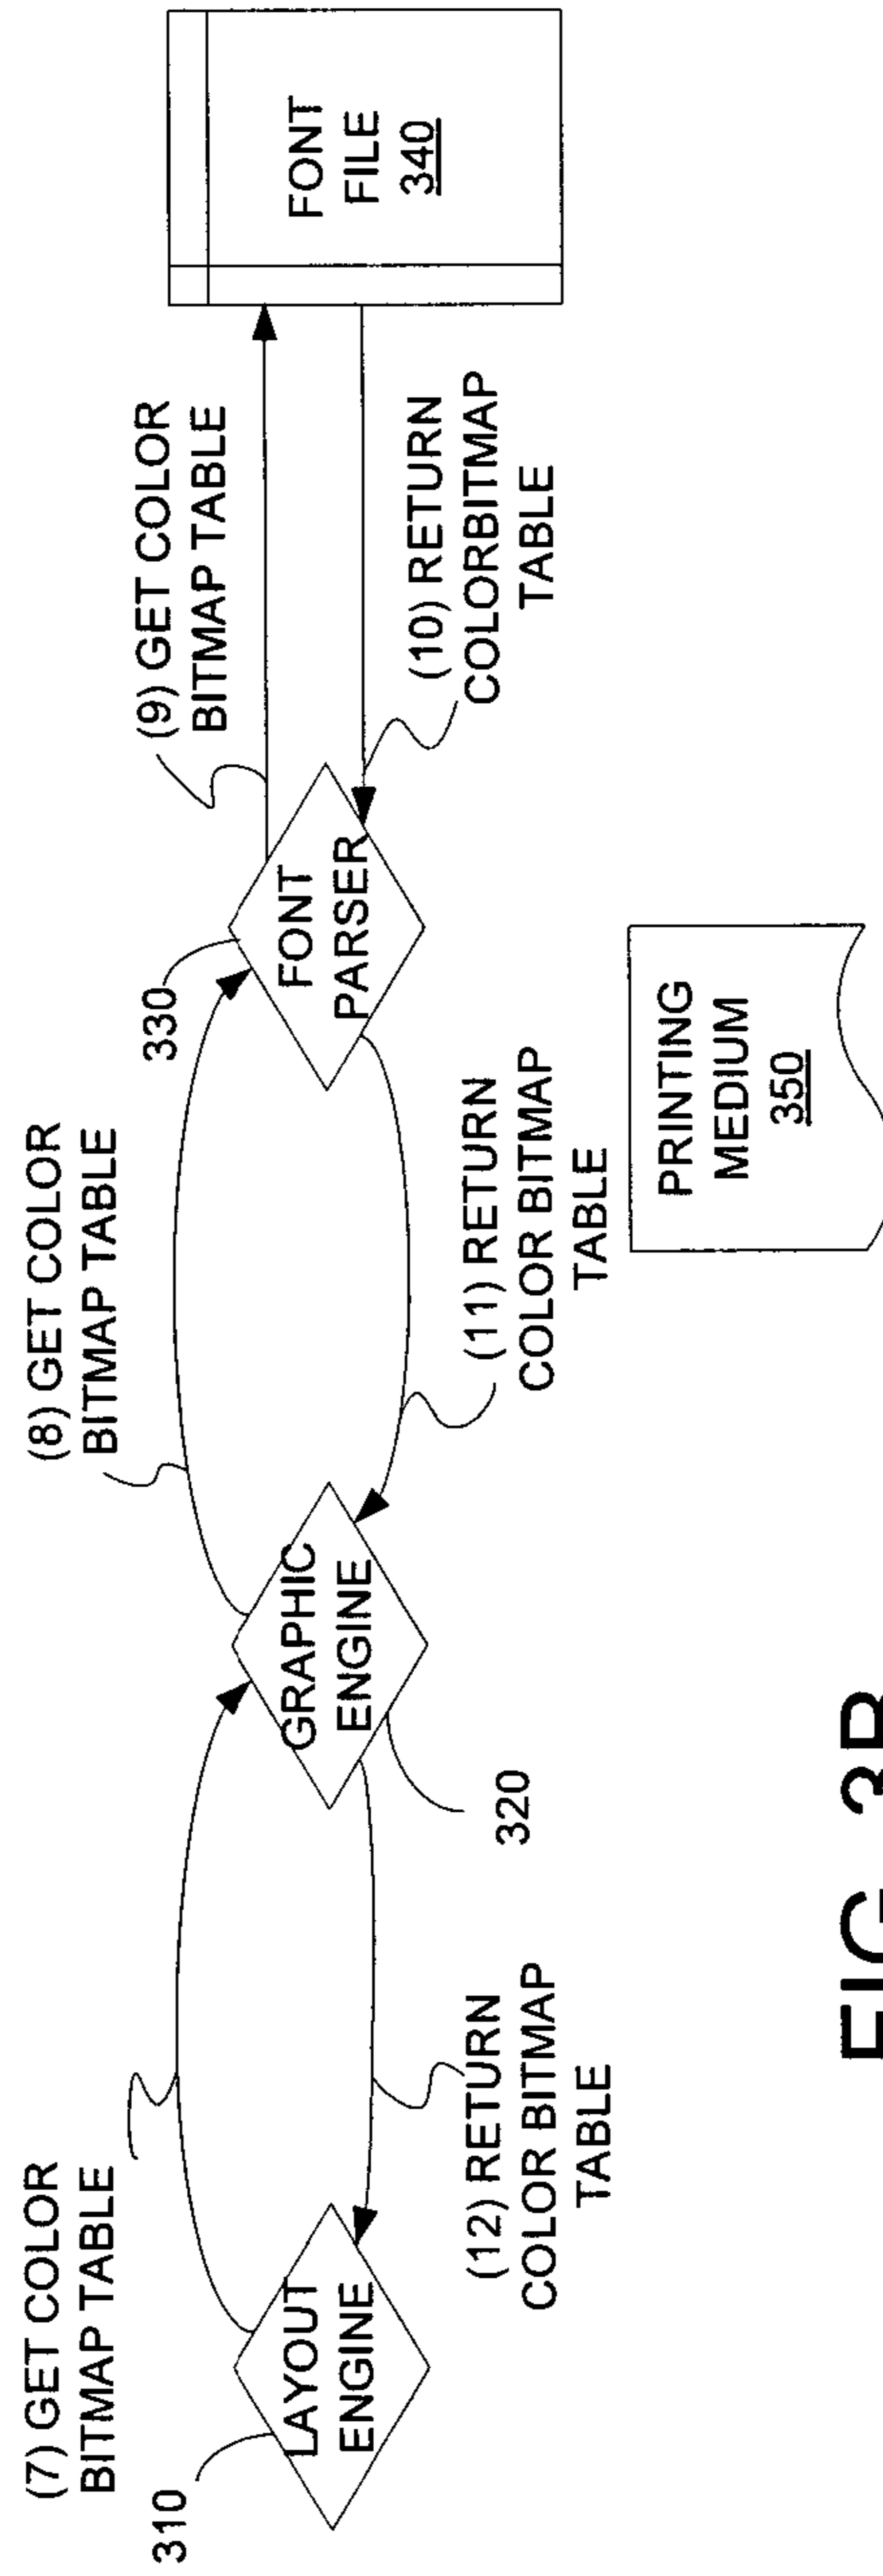 (7) GET COLOR
BITMAP TABLE
(8) GET COLOR
BITMAP TABLE
(9) GET COLOR
BITMAP TABLE
310
LAYOUT
ENGINE
GRAPHIC
ENGINE
320
330
FONT
PARSER
FONT
FILE
340
(12) RETURN
COLOR BITMAP
TABLE
(11) RETURN
COLOR BITMAP
TABLE
(10) RETURN
COLORBITMAP
TABLE
PRINTING
MEDIUM
350
FIG. 3B